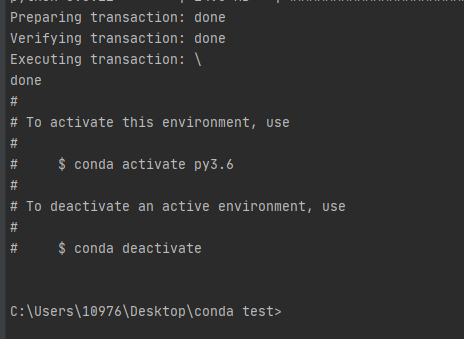 Preparing transaction: done
Verifying transaction: done
Executing transaction: \
done
#
# To activate this environment, use
#
#     $ conda activate py3.6
#
# To deactivate an active environment, use
#
#     $ conda deactivate
C:\Users\10976\Desktop\conda test>